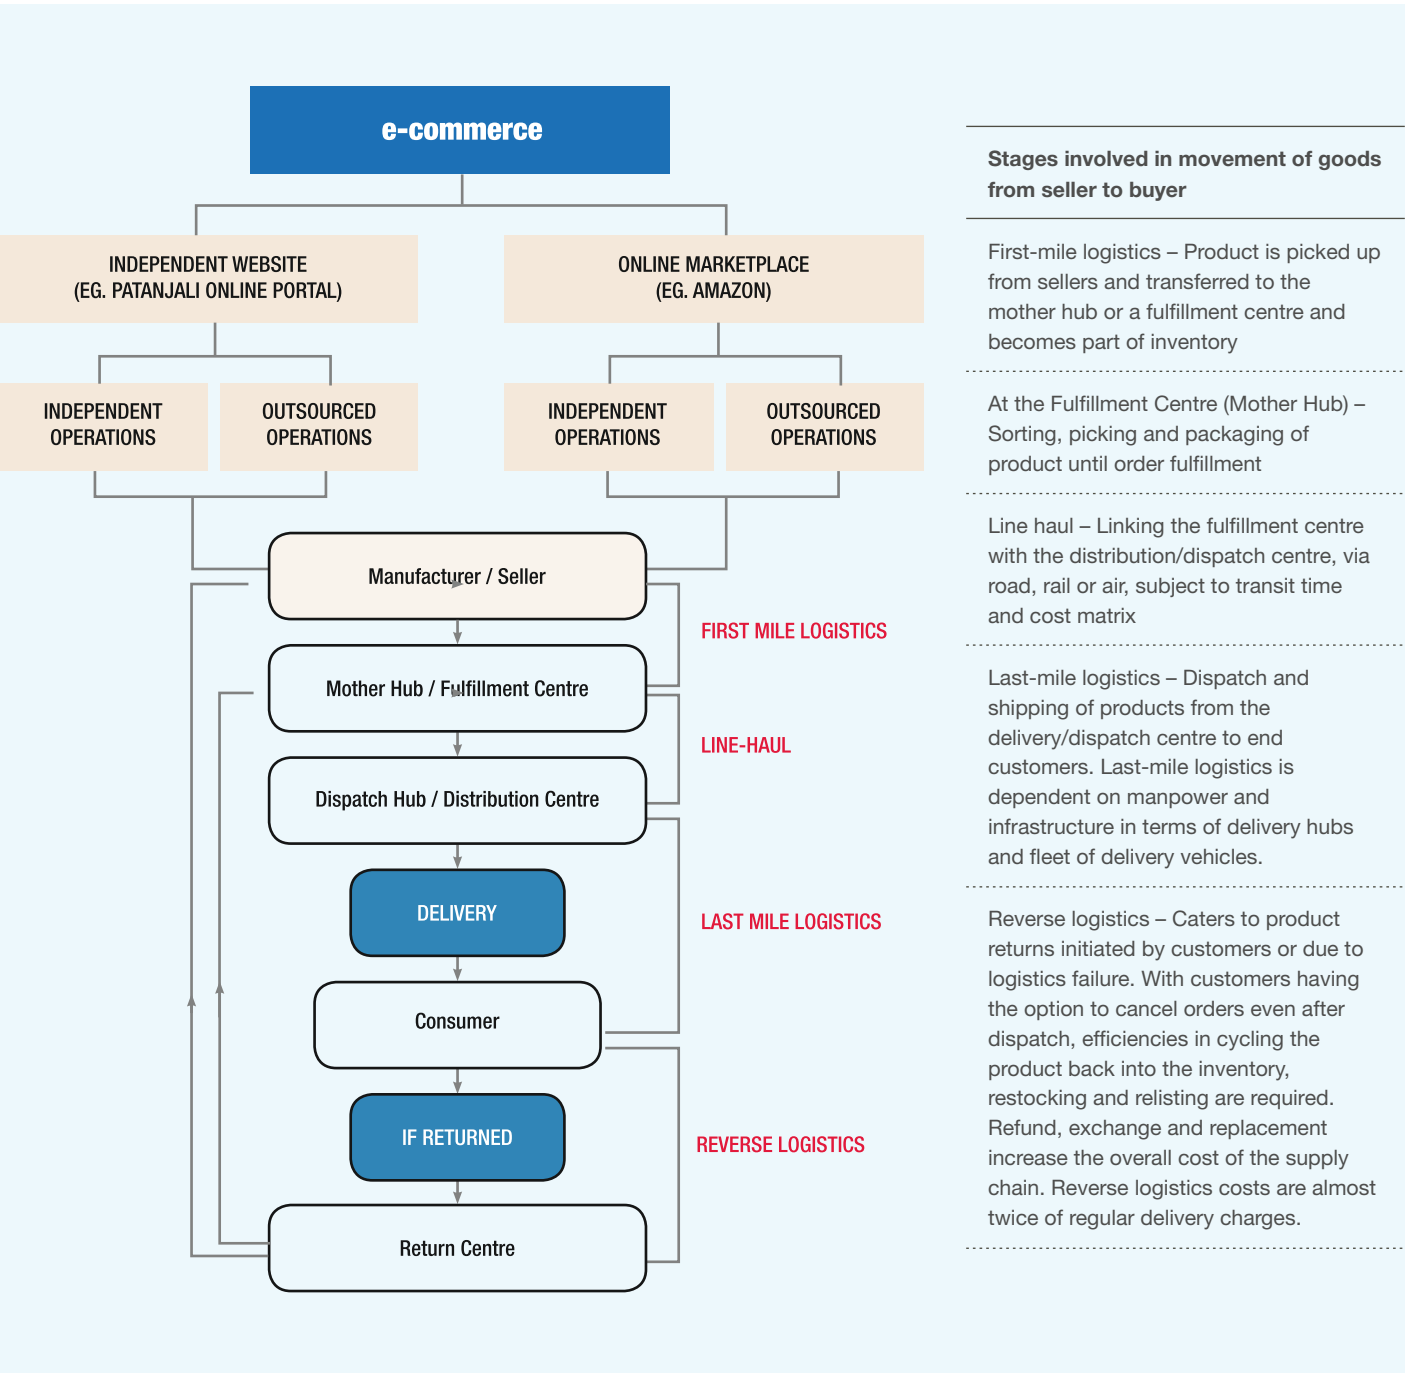 e-commerce
INDEPENDENT WEBSITE
(EG. PATANJALI ONLINE PORTAL)
ONLINE MARKETPLACE
(EG. AMAZON)
INDEPENDENT
OPERATIONS
OUTSOURCED
OPERATIONS
INDEPENDENT
OPERATIONS
OUTSOURCED
OPERATIONS
Manufacturer / Seller
FIRST MILE LOGISTICS
Mother Hub / Fulfillment Centre
LINE-HAUL
Dispatch Hub / Distribution Centre
DELIVERY
LAST MILE LOGISTICS
Consumer
IF RETURNED
REVERSE LOGISTICS
Return Centre
Stages involved in movement of goods
from seller to buyer
First-mile logistics – Product is picked up
from sellers and transferred to the
mother hub or a fulfillment centre and
becomes part of inventory
At the Fulfillment Centre (Mother Hub) –
Sorting, picking and packaging of
product until order fulfillment
Line haul – Linking the fulfillment centre
with the distribution/dispatch centre, via
road, rail or air, subject to transit time
and cost matrix
Last-mile logistics – Dispatch and
shipping of products from the
delivery/dispatch centre to end
customers. Last-mile logistics is
dependent on manpower and
infrastructure in terms of delivery hubs
and fleet of delivery vehicles.
Reverse logistics – Caters to product
returns initiated by customers or due to
logistics failure. With customers having
the option to cancel orders even after
dispatch, efficiencies in cycling the
product back into the inventory,
restocking and relisting are required.
Refund, exchange and replacement
increase the overall cost of the supply
chain. Reverse logistics costs are almost
twice of regular delivery charges.